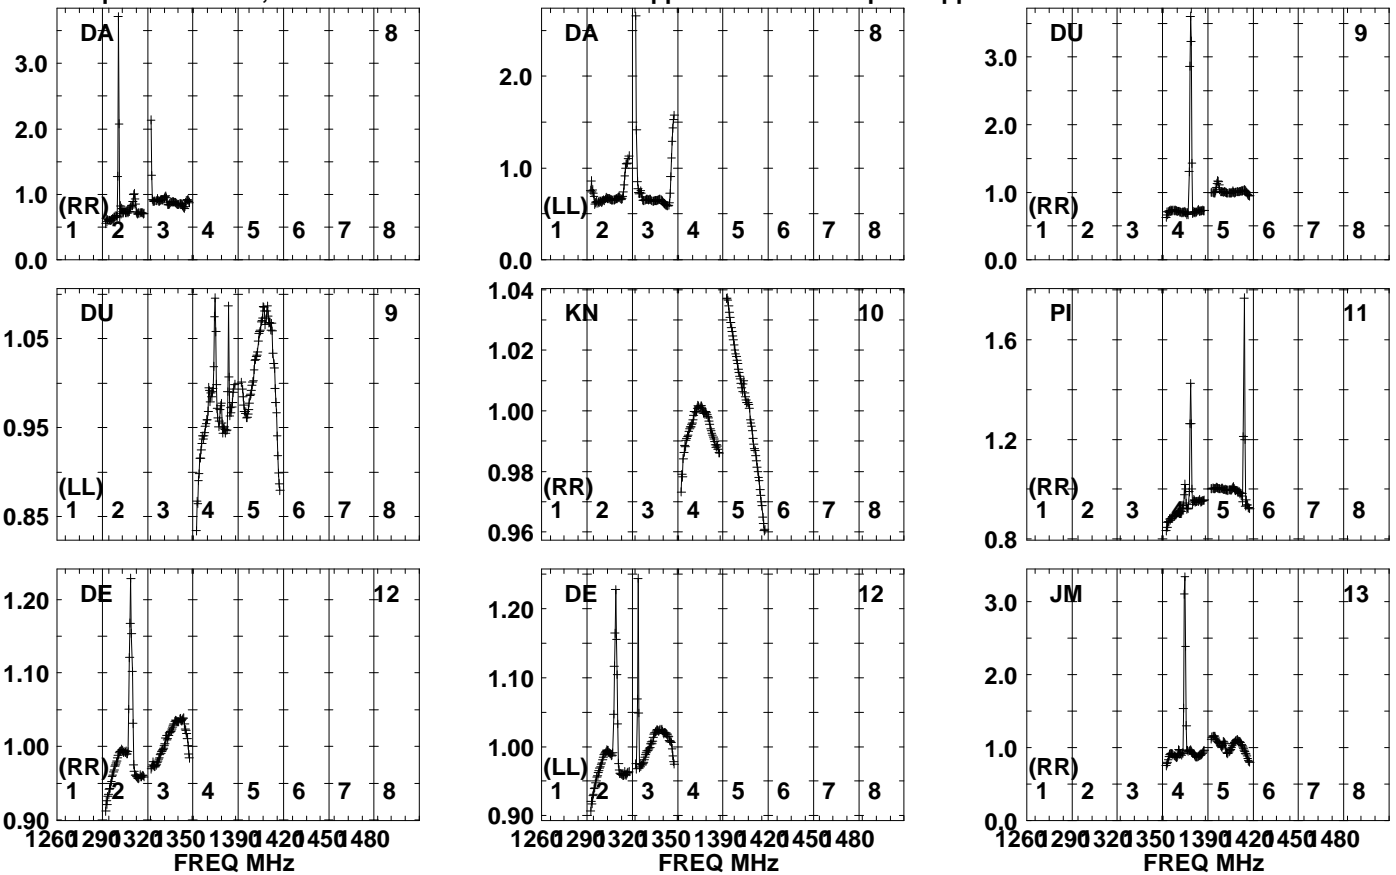 DA 8
3.0
2.0
1.0
0.0
(RR)
1 2 3 4 5 6 7 8
DA 8
2.0
1.0
0.0
(LL)
1 2 3 4 5 6 7 8
DU 9
3.0
2.0
1.0
0.0
(RR)
1 2 3 4 5 6 7 8
DU 9
1.05
0.95
0.85
(LL)
1 2 3 4 5 6 7 8
KN 10
1.04
1.02
1.00
0.98
0.96
(RR)
1 2 3 4 5 6 7 8
PI 11
1.6
1.2
0.8
(RR)
1 2 3 5 6 7 8
DE 12
1.20
1.10
1.00
0.90
(RR)
1 2 3 4 5 6 7 8
1260 1290 1320 1350 1390 1420 1450 1480
FREQ MHz
DE 12
1.20
1.10
1.00
0.90
(LL)
1 2 3 4 5 6 7 8
1260 1290 1320 1350 1390 1420 1450 1480
FREQ MHz
JM 13
3.0
2.0
1.0
0.0
(RR)
1 2 3 4 5 6 7 8
1260 1290 1320 1350 1390 1420 1450 1480
FREQ MHz